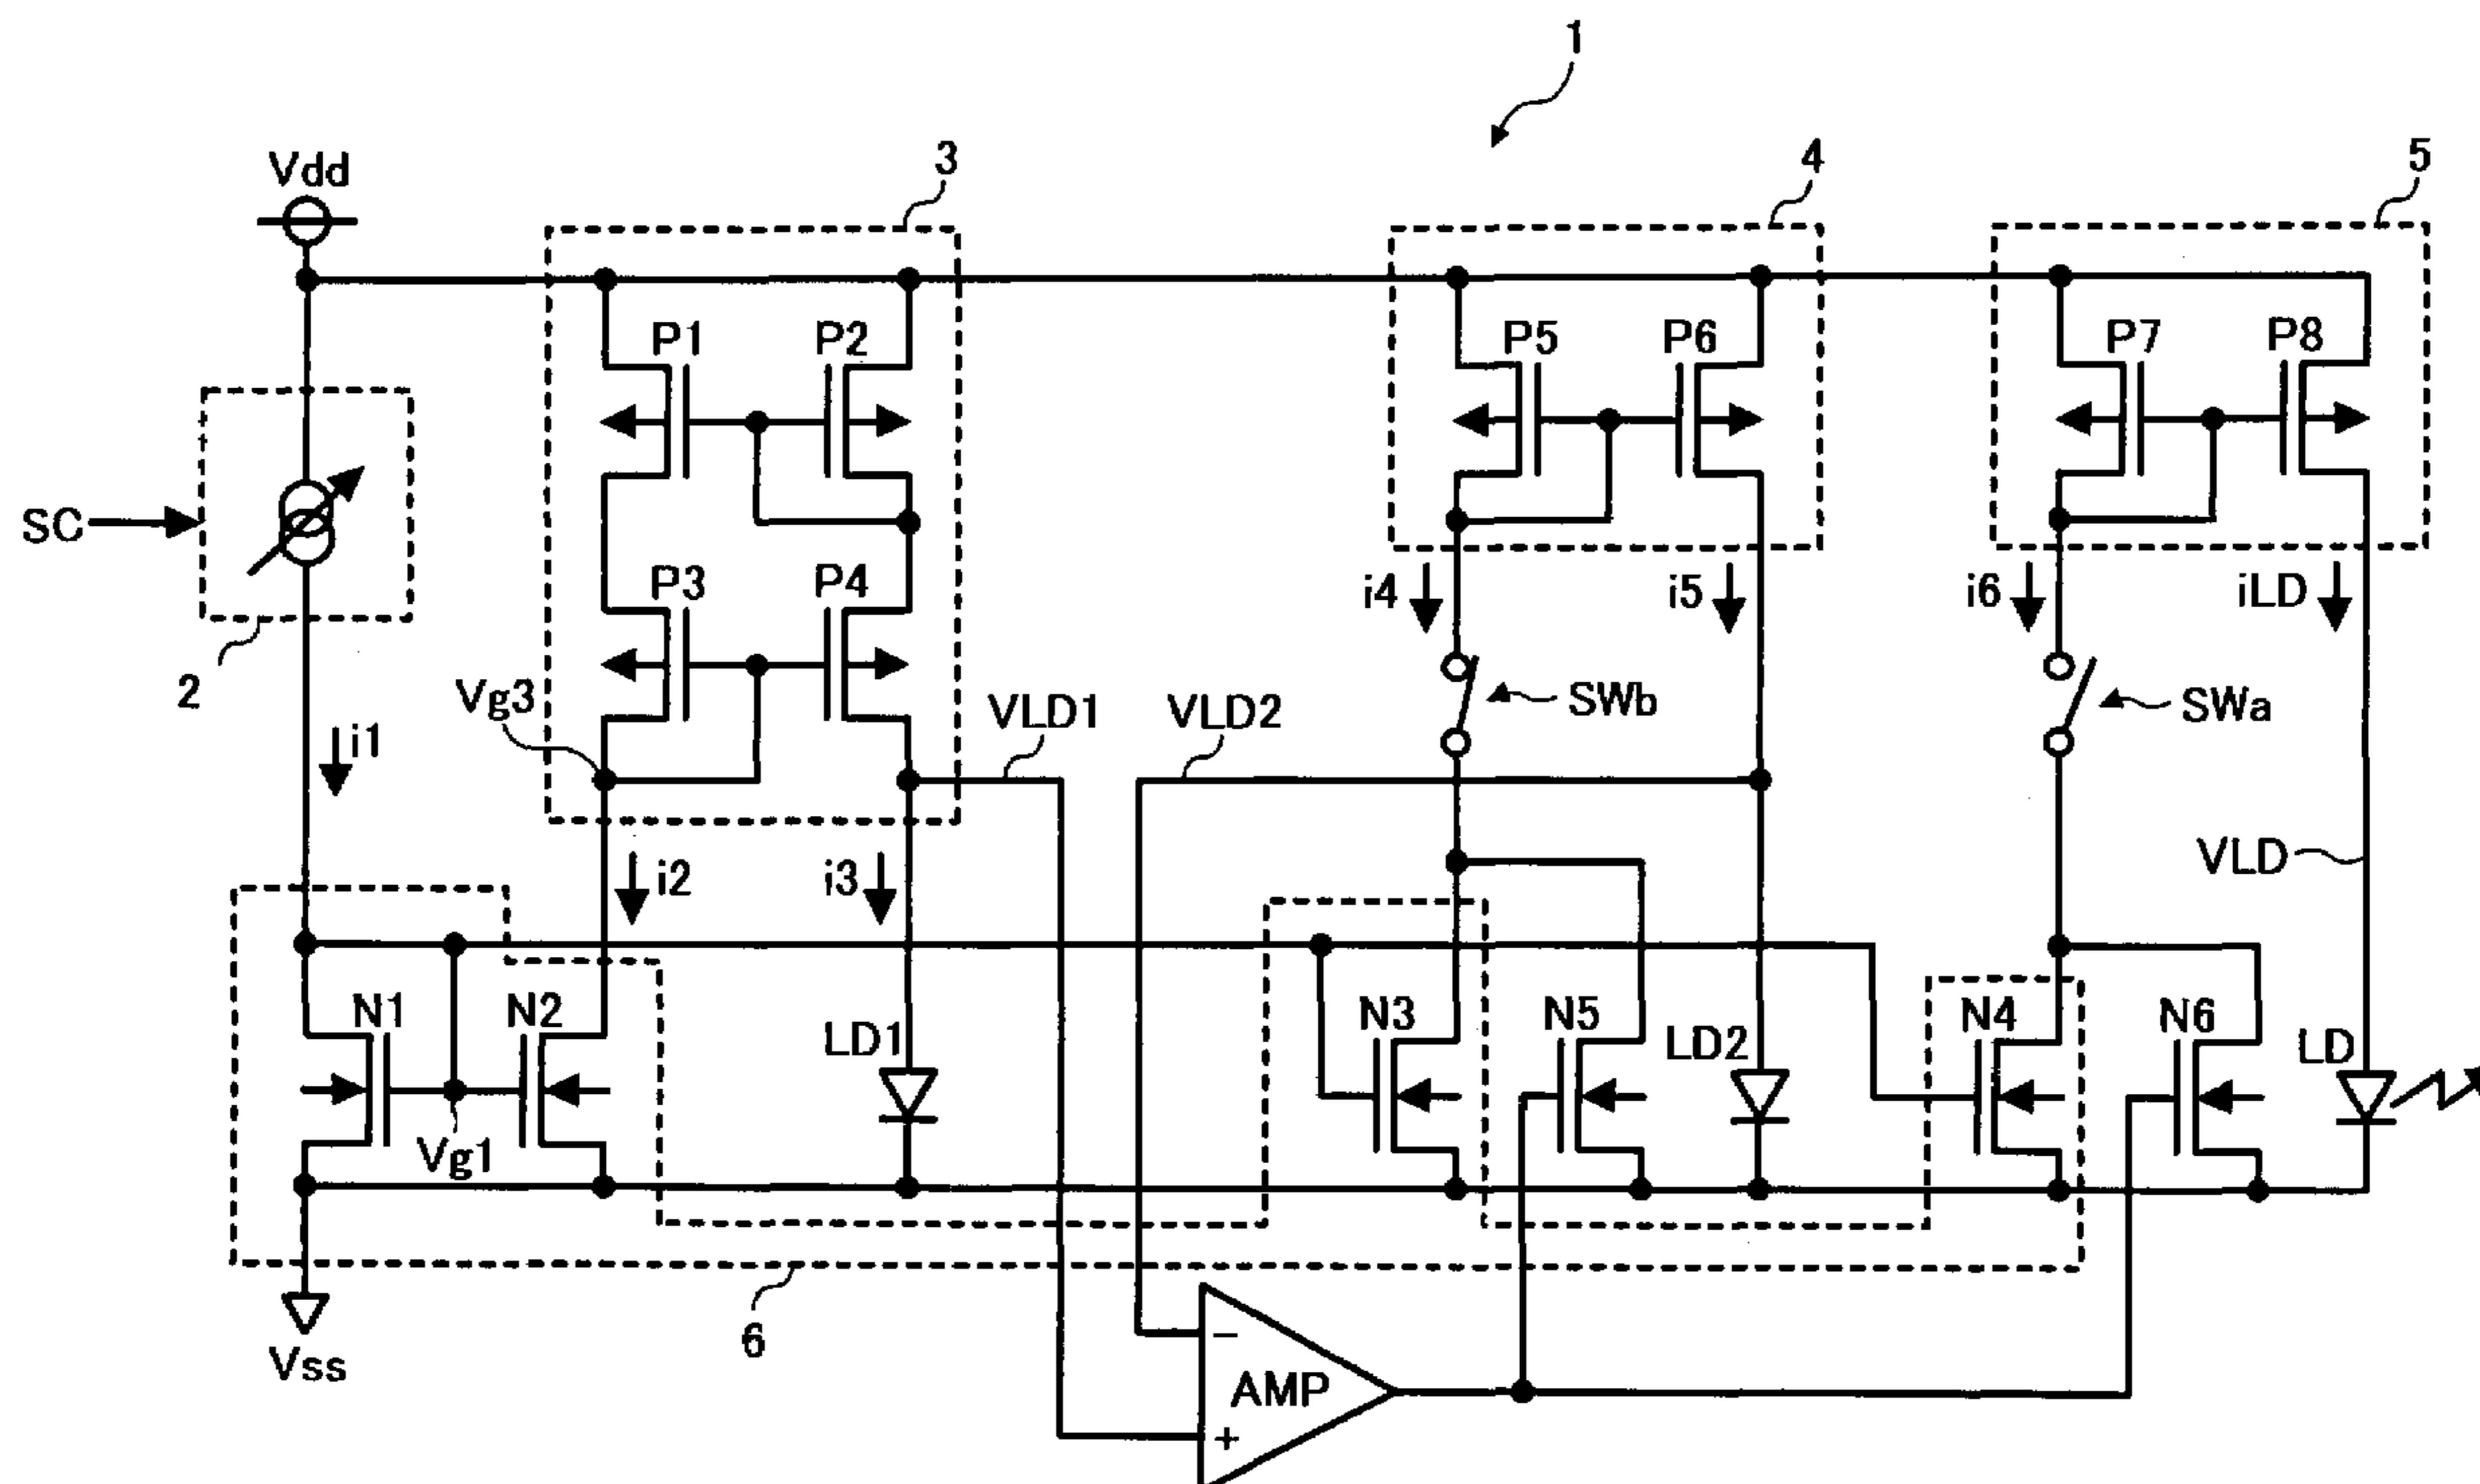 1
Vdd
3
4
5
P1
P2
P5
P6
P7
P8
SC
2
P3
P4
i4
i5
i6
iLD
Vg3
VLD1
VLD2
SWb
SWa
i1
i2
i3
VLD
N1
N2
LD1
N3
N5
LD2
N4
N6
LD
Vg1
Vss
6
−
AMP
+